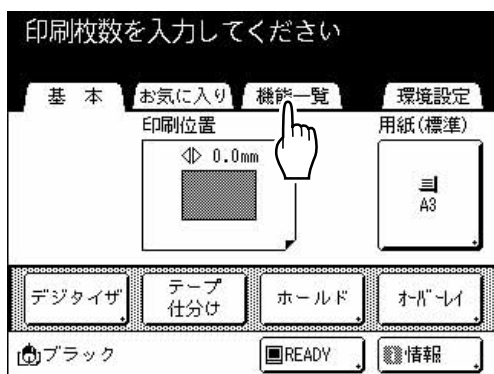 印刷枚数を入力してください
基 本 お気に入り 機能一覧 環境設定
印刷位置 用紙(標準)
0.0mm
A3
デジタイザ テープ仕分け ホールド オーバーレイ
ブラック READY 情報